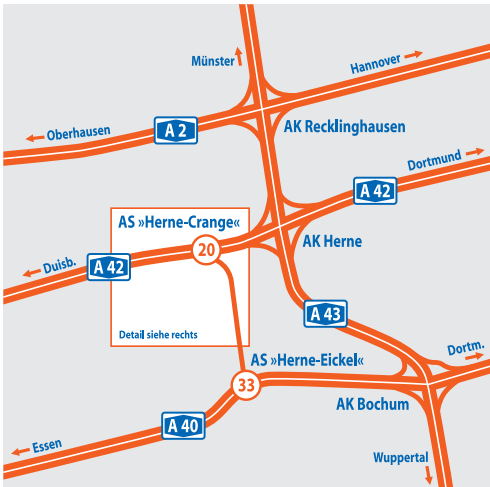 Münster
Hannover
Oberhausen
A 2
AK Recklinghausen
Dortmund
A 42
AS »Herne-Crange«
20
AK Herne
Duisb.
A 42
A 43
Detail siehe rechts
AS »Herne-Eickel«
Dortm.
33
AK Bochum
A 40
Essen
Wuppertal